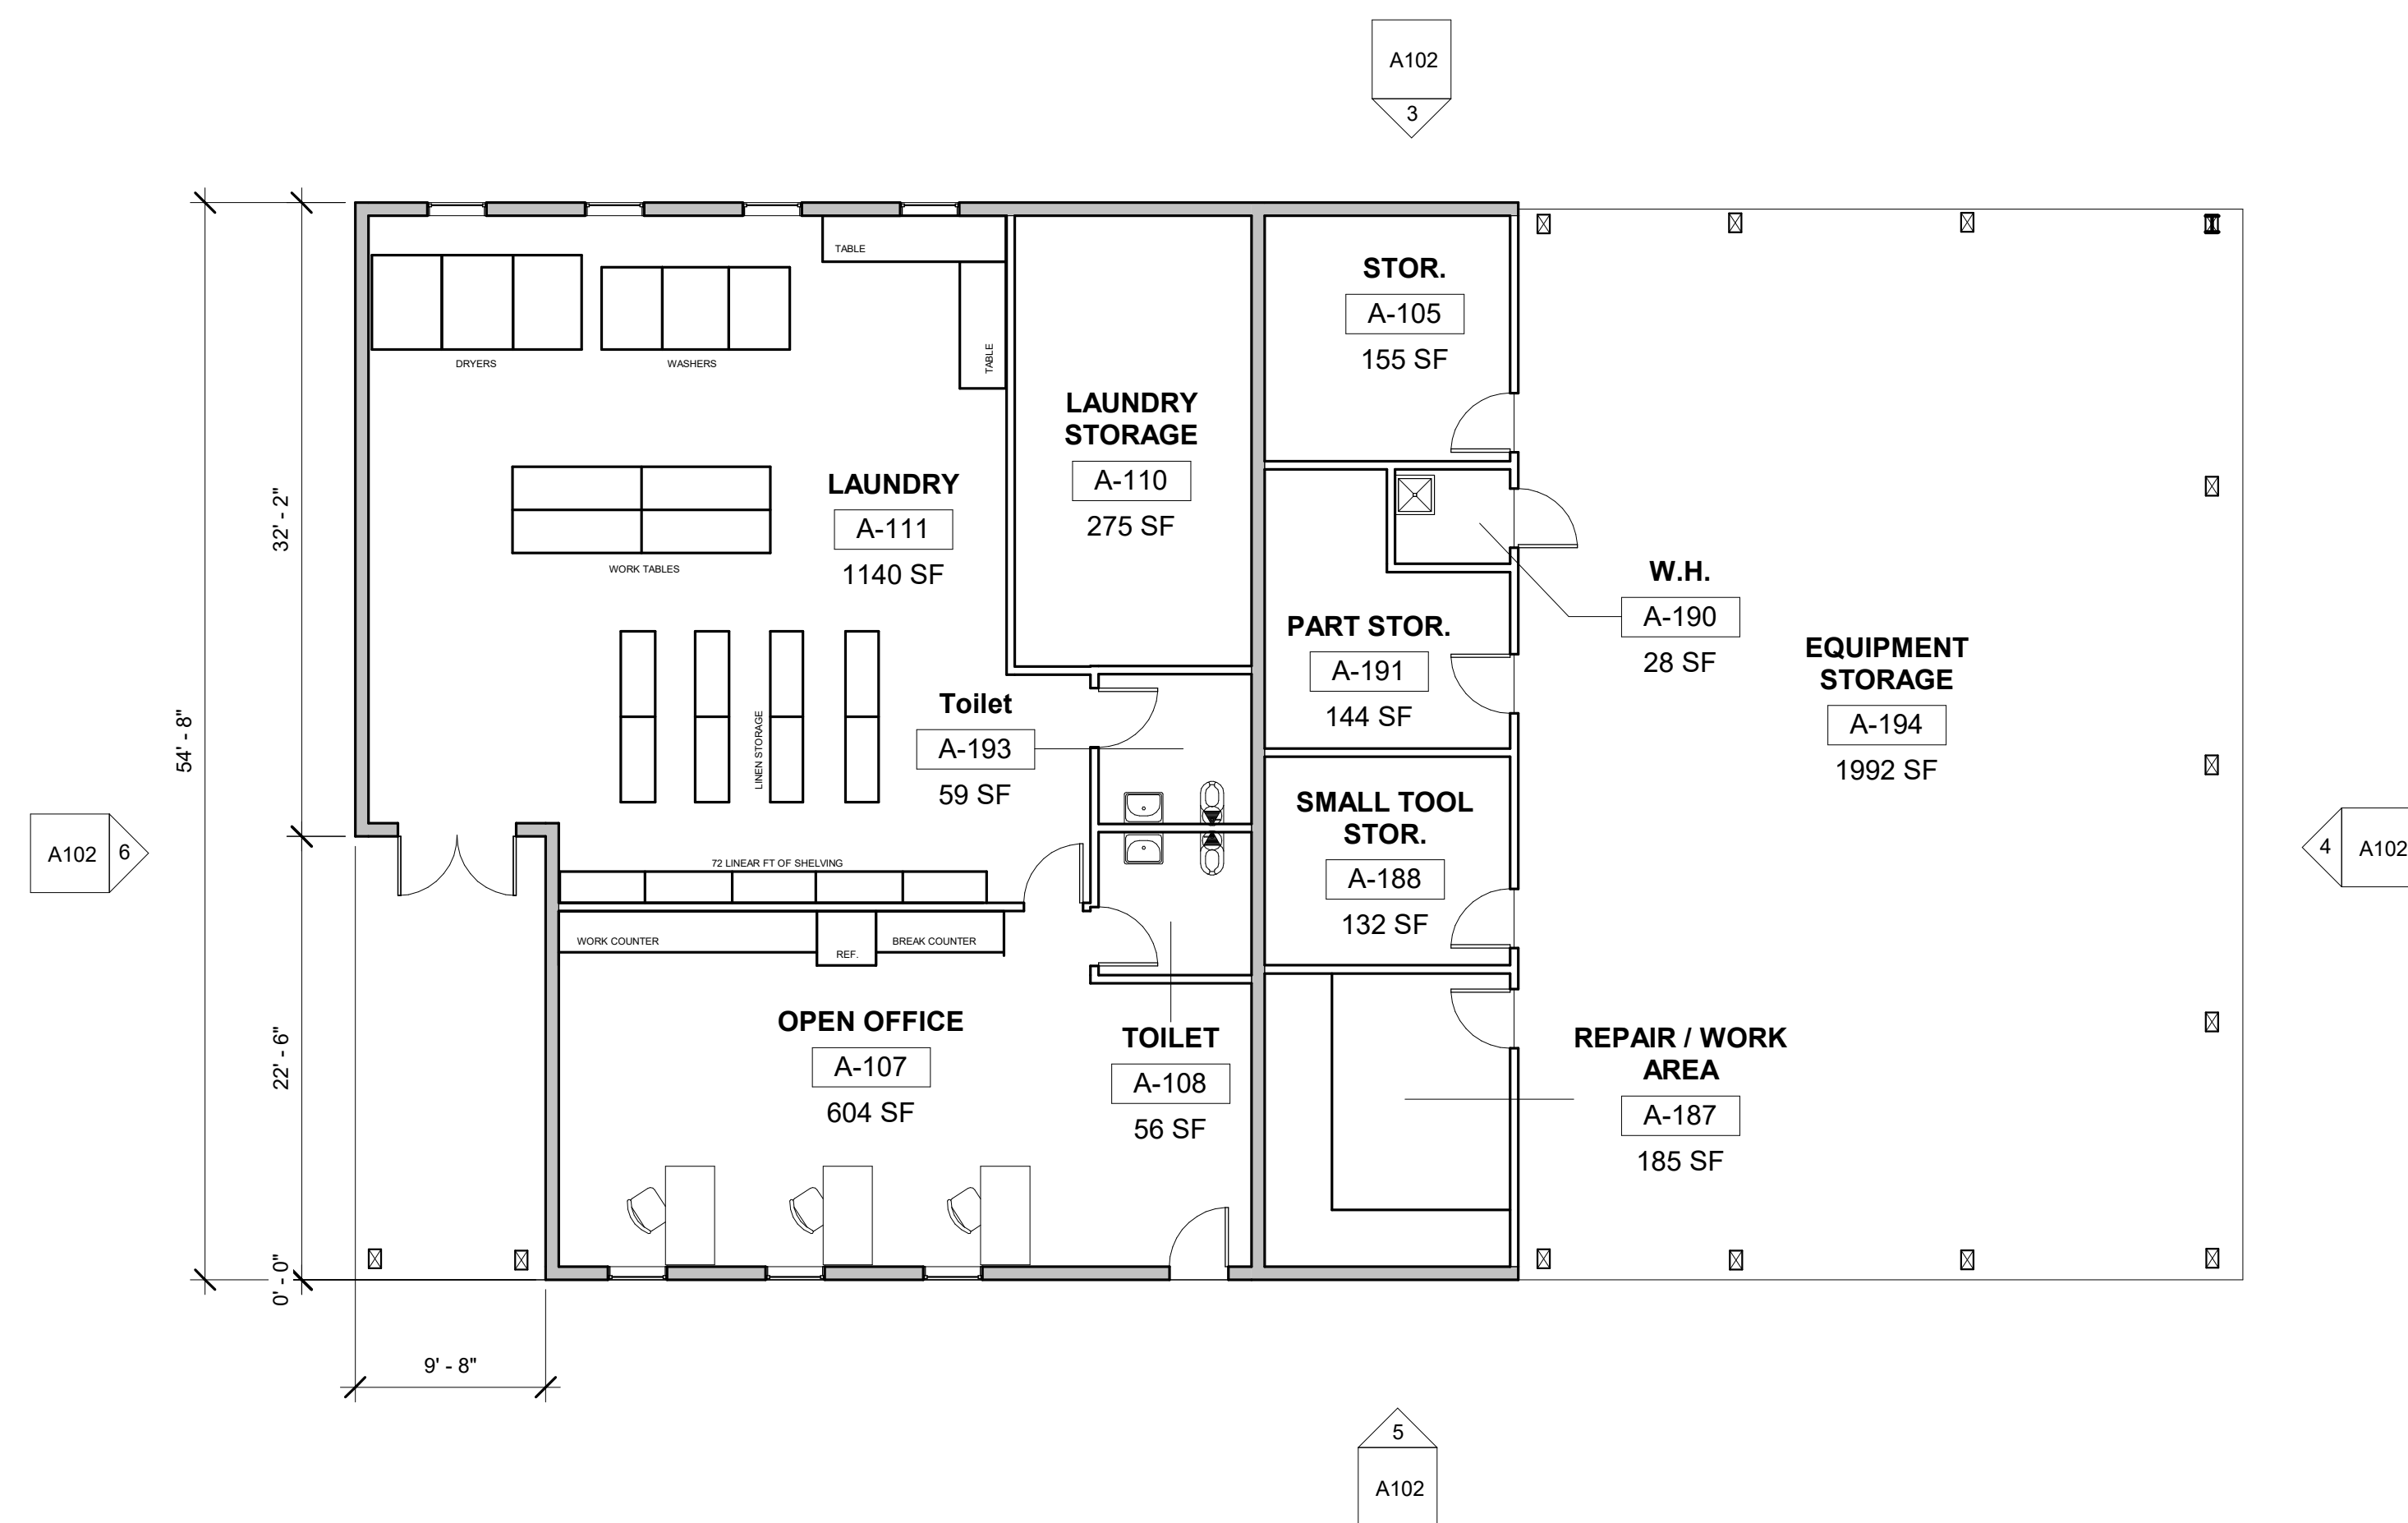 A102
3
TABLE
TABLE
DRYERS
WASHERS
STOR.
A-105
155 SF
LAUNDRY
STORAGE
A-110
275 SF
LAUNDRY
A-111
1140 SF
WORK TABLES
32' - 2"
54' - 8"
W.H.
A-190
28 SF
PART STOR.
A-191
144 SF
EQUIPMENT
STORAGE
A-194
1992 SF
Toilet
A-193
59 SF
LINEN STORAGE
SMALL TOOL
STOR.
A-188
132 SF
A102
6
4
A102
72 LINEAR FT OF SHELVING
WORK COUNTER
REF.
BREAK COUNTER
OPEN OFFICE
A-107
604 SF
TOILET
A-108
56 SF
REPAIR / WORK
AREA
A-187
185 SF
22' - 6"
0' - 0"
9' - 8"
5
A102